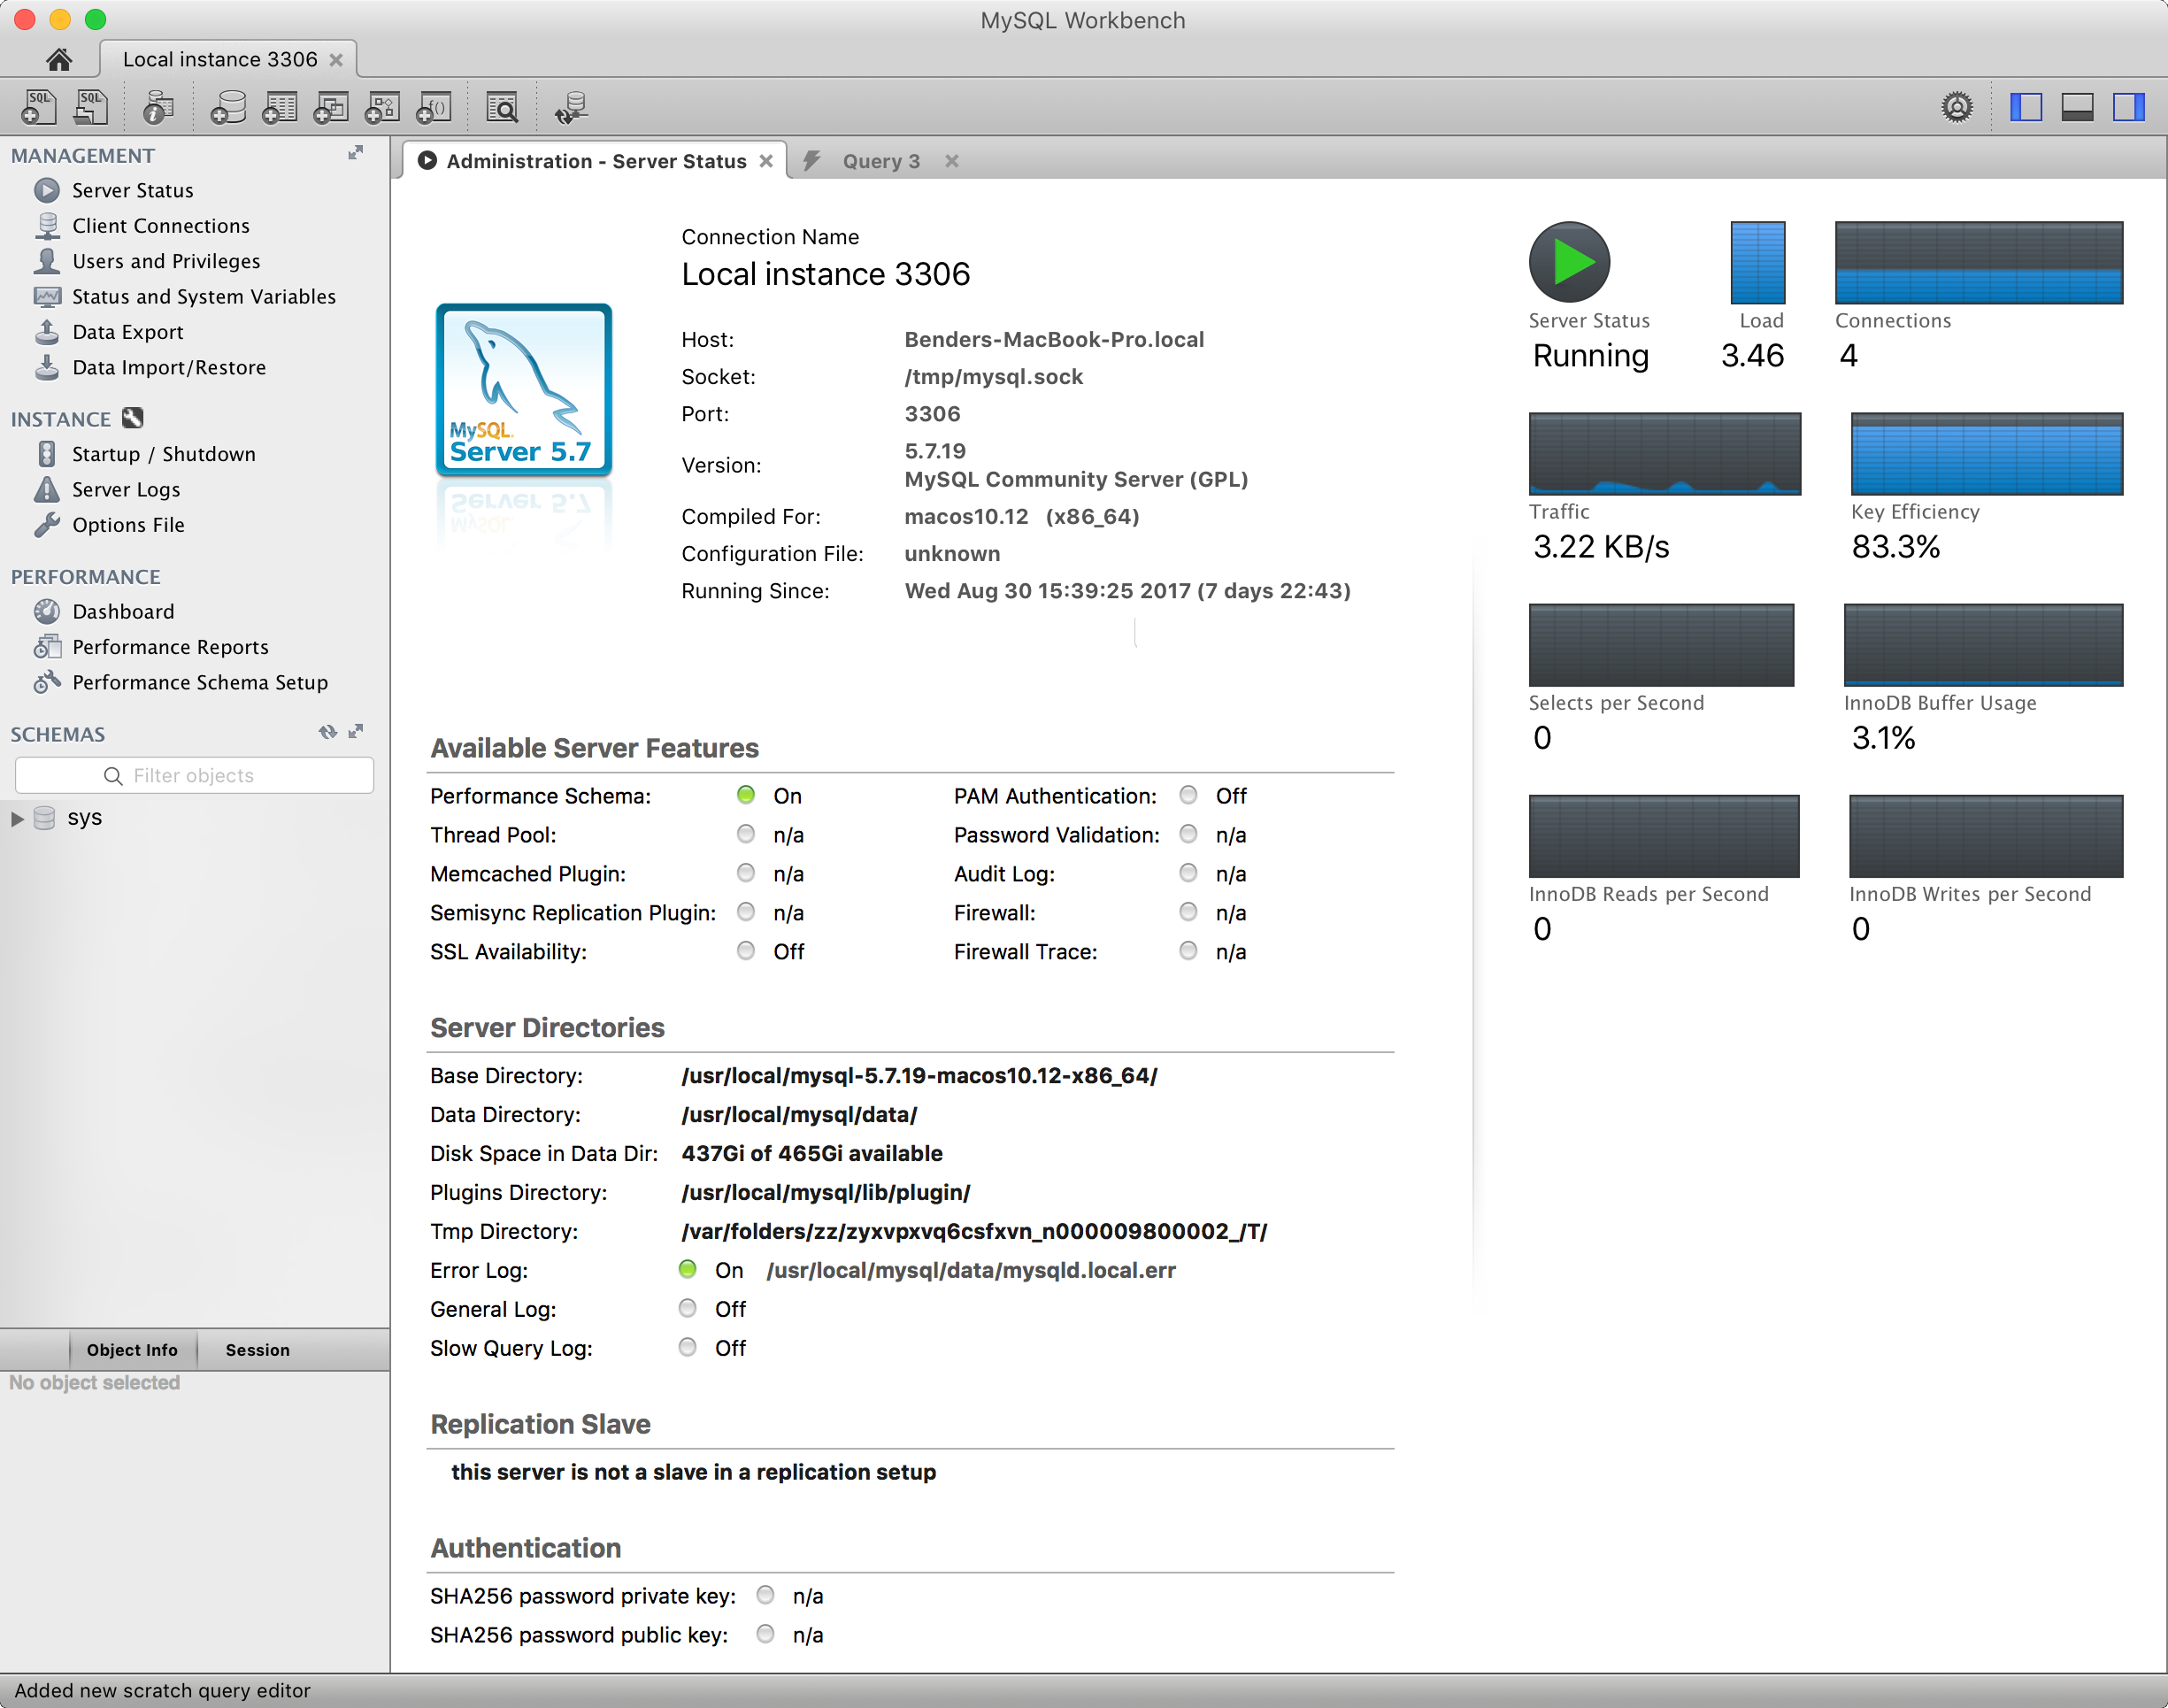 MySQL Workbench
Local instance 3306
SQL SQL
MANAGEMENT
Server Status
Client Connections
Users and Privileges
Status and System Variables
Data Export
Data Import/Restore
INSTANCE
Startup / Shutdown
Server Logs
Options File
PERFORMANCE
Dashboard
Performance Reports
Performance Schema Setup
SCHEMAS
Filter objects
sys
Object Info Session
No object selected
Administration - Server Status Query 3
Connection Name
Local instance 3306
MySQL
Server 5.7
Host: Benders-MacBook-Pro.local
Socket: /tmp/mysql.sock
Port: 3306
Version: 5.7.19
MySQL Community Server (GPL)
Compiled For: macos10.12 (x86_64)
Configuration File: unknown
Running Since: Wed Aug 30 15:39:25 2017 (7 days 22:43)
Available Server Features
Performance Schema: On PAM Authentication: Off
Thread Pool: n/a Password Validation: n/a
Memcached Plugin: n/a Audit Log: n/a
Semisync Replication Plugin: n/a Firewall: n/a
SSL Availability: Off Firewall Trace: n/a
Server Directories
Base Directory: /usr/local/mysql-5.7.19-macos10.12-x86_64/
Data Directory: /usr/local/mysql/data/
Disk Space in Data Dir: 437Gi of 465Gi available
Plugins Directory: /usr/local/mysql/lib/plugin/
Tmp Directory: /var/folders/zz/zyxvpxvq6csfxvn_n000009800002_/T/
Error Log: On /usr/local/mysql/data/mysqld.local.err
General Log: Off
Slow Query Log: Off
Replication Slave
this server is not a slave in a replication setup
Authentication
SHA256 password private key: n/a
SHA256 password public key: n/a
Server Status Load Connections
Running 3.46 4
Traffic Key Efficiency
3.22 KB/s 83.3%
Selects per Second InnoDB Buffer Usage
0 3.1%
InnoDB Reads per Second InnoDB Writes per Second
0 0
Added new scratch query editor